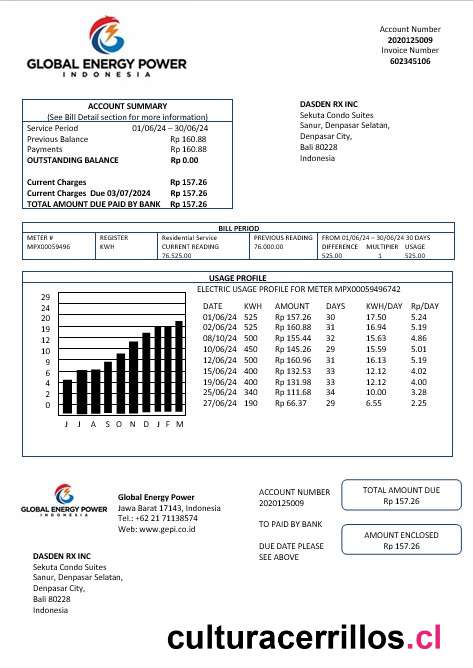 GLOBAL ENERGY POWER
INDONESIA
Account Number
2020125009
Invoice Number
602345106
ACCOUNT SUMMARY
(See Bill Detail section for more information)
Service Period 01/06/24 – 30/06/24
Previous Balance Rp 160.88
Payments Rp 160.88
OUTSTANDING BALANCE Rp 0.00
Current Charges Rp 157.26
Current Charges Due 03/07/2024 Rp 157.26
TOTAL AMOUNT DUE PAID BY BANK Rp 157.26
DASDEN RX INC
Sekuta Condo Suites
Sanur, Denpasar Selatan,
Denpasar City,
Bali 80228
Indonesia
BILL PERIOD
METER # REGISTER Residential Service PREVIOUS READING FROM 01/06/24 – 30/06/24 30 DAYS
MPX00059496 KWH CURRENT READING 76.000.00 DIFFERENCE MULTIPLIER USAGE
76.525.00 525.00 1 525.00
USAGE PROFILE
ELECTRIC USAGE PROFILE FOR METER MPX0059496742
29
24
20
19
12
10
9
6
4
2
0
J J A S O N D J F M
DATE KWH AMOUNT DAYS KWH/DAY Rp/DAY
01/06/24 525 Rp 157.26 30 17.50 5.24
02/06/24 525 Rp 160.88 31 16.94 5.19
08/10/24 500 Rp 155.44 32 15.63 4.86
10/06/24 450 Rp 145.26 29 15.59 5.01
12/06/24 500 Rp 160.96 31 16.13 5.19
15/06/24 400 Rp 132.53 33 12.12 4.02
19/06/24 400 Rp 131.98 33 12.12 4.00
25/06/24 340 Rp 111.68 34 10.00 3.28
27/06/24 190 Rp 66.37 29 6.55 2.25
GLOBAL ENERGY POWER
INDONESIA
Global Energy Power
Jawa Barat 17143, Indonesia
Tel.: +62 21 71138574
Web: www.gepi.co.id
ACCOUNT NUMBER
2020125009
TO PAID BY BANK
DUE DATE PLEASE
SEE ABOVE
TOTAL AMOUNT DUE
Rp 157.26
AMOUNT ENCLOSED
Rp 157.26
DASDEN RX INC
Sekuta Condo Suites
Sanur, Denpasar Selatan,
Denpasar City,
Bali 80228
Indonesia
culturacerrillos.cl